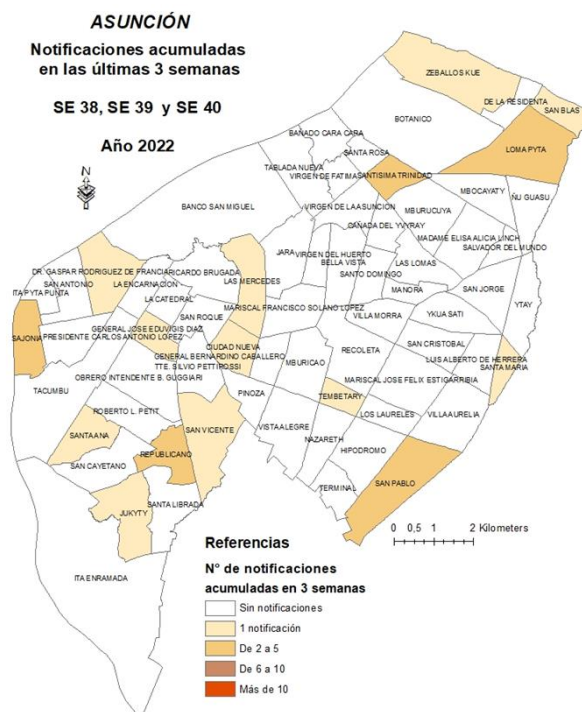 ASUNCIÓN
Notificaciones acumuladas
en las últimas 3 semanas
SE 38, SE 39 y SE 40
Año 2022
N
ZEBALLOS KUE
DE LA RESIDENTA
SAN BLAS
BOTANICO
LOMA PYTA
BAÑADO CARA CARA
SANTA ROSA
TABLADA NUEVA
VIRGEN DE FATIMA
SANTISIMA TRINIDAD
MBOCAYATY
ÑU GUASU
BANCO SAN MIGUEL
VIRGEN DE LA ASUNCION
MBURUCUYA
CAÑADA DEL YVYRAY
MADAME ELISA ALICIA LINCH
SALVADOR DEL MUNDO
JARA
VIRGEN DEL HUERTO
BELLA VISTA
LAS LOMAS
SANTO DOMINGO
DR. GASPAR RODRIGUEZ DE FRANCIA
RICARDO BRUGADA
SAN ANTONIO
LA ENCARNACION
LAS MERCEDES
MANORA
SAN JORGE
ITA PYTA PUNTA
LA CATEDRAL
MARISCAL FRANCISCO SOLANO LOPEZ
VILLA MORRA
YKUA SATI
YTAY
SAN ROQUE
GENERAL JOSE EDUVIGIS DIAZ
SAJONIA
PRESIDENTE CARLOS ANTONIO LOPEZ
CIUDAD NUEVA
GENERAL BERNARDINO CABALLERO
MBURICAO
RECOLETA
SAN CRISTOBAL
LUIS ALBERTO DE HERRERA
SANTA MARIA
TTE. SILVIO PETTIROSSI
TACUMBU
OBRERO INTENDENTE B. GUGGIARI
MARISCAL JOSE FELIX ESTIGARRIBIA
PINOZA
TEMBETARY
ROBERTO L. PETIT
LOS LAURELES
VILLA AURELIA
SANTA ANA
SAN VICENTE
VISTA ALEGRE
NAZARETH
HIPODROMO
REPUBLICANO
SAN CAYETANO
TERMINAL
SAN PABLO
JUKYTY
SANTA LIBRADA
ITA ENRAMADA
0 0,5 1 2 Kilometers
Referencias
N° de notificaciones
acumuladas en 3 semanas
Sin notificaciones
1 notificación
De 2 a 5
De 6 a 10
Más de 10